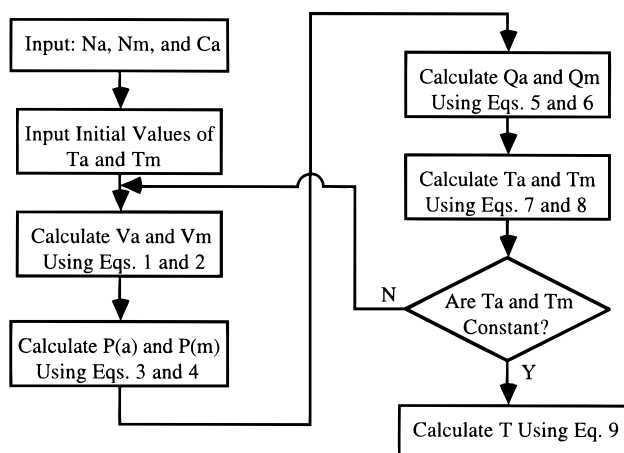 Input: Na, Nm, and Ca
Input Initial Values of
Ta and Tm
Calculate Va and Vm
Using Eqs. 1 and 2
Calculate P(a) and P(m)
Using Eqs. 3 and 4
Calculate Qa and Qm
Using Eqs. 5 and 6
Calculate Ta and Tm
Using Eqs. 7 and 8
Are Ta and Tm
Constant?
N
Y
Calculate T Using Eq. 9